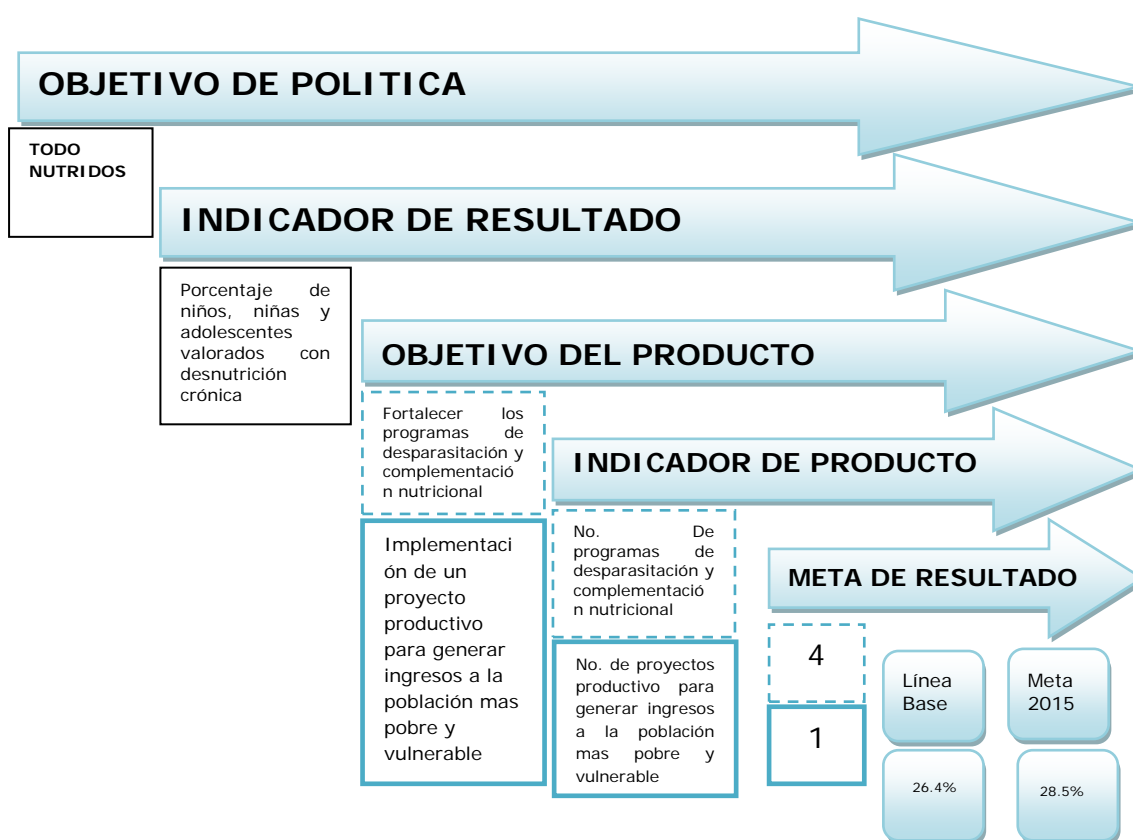 OBJETIVO DE POLITICA
TODO
NUTRIDOS
INDICADOR DE RESULTADO
Porcentaje de
niños, niñas y
adolescentes
valorados con
desnutrición
crónica
OBJETIVO DEL PRODUCTO
Fortalecer los
programas de
desparasitación y
complementació
n nutricional
Implementaci
ón de un
proyecto
productivo
para generar
ingresos a la
población mas
pobre y
vulnerable
INDICADOR DE PRODUCTO
No. De
programas de
desparasitación y
complementació
n nutricional
No. de proyectos
productivo para
generar ingresos
a la población
mas pobre y
vulnerable
META DE RESULTADO
4
1
Línea
Base
Meta
2015
26.4%
28.5%